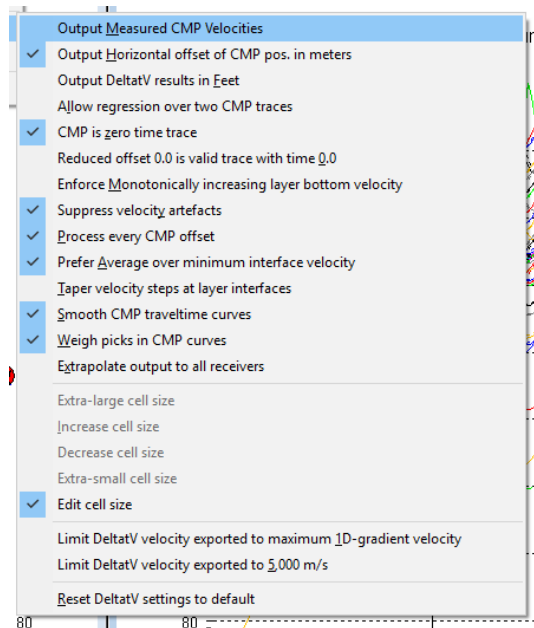 Output Measured CMP Velocities
Output Horizontal offset of CMP pos. in meters
Output DeltatV results in Feet
Allow regression over two CMP traces
CMP is zero time trace
Reduced offset 0.0 is valid trace with time 0.0
Enforce Monotonically increasing layer bottom velocity
Suppress velocity artefacts
Process every CMP offset
Prefer Average over minimum interface velocity
Taper velocity steps at layer interfaces
Smooth CMP traveltime curves
Weigh picks in CMP curves
Extrapolate output to all receivers
Extra-large cell size
Increase cell size
Decrease cell size
Extra-small cell size
Edit cell size
Limit DeltatV velocity exported to maximum 1D-gradient velocity
Limit DeltatV velocity exported to 5,000 m/s
Reset DeltatV settings to default
80 80